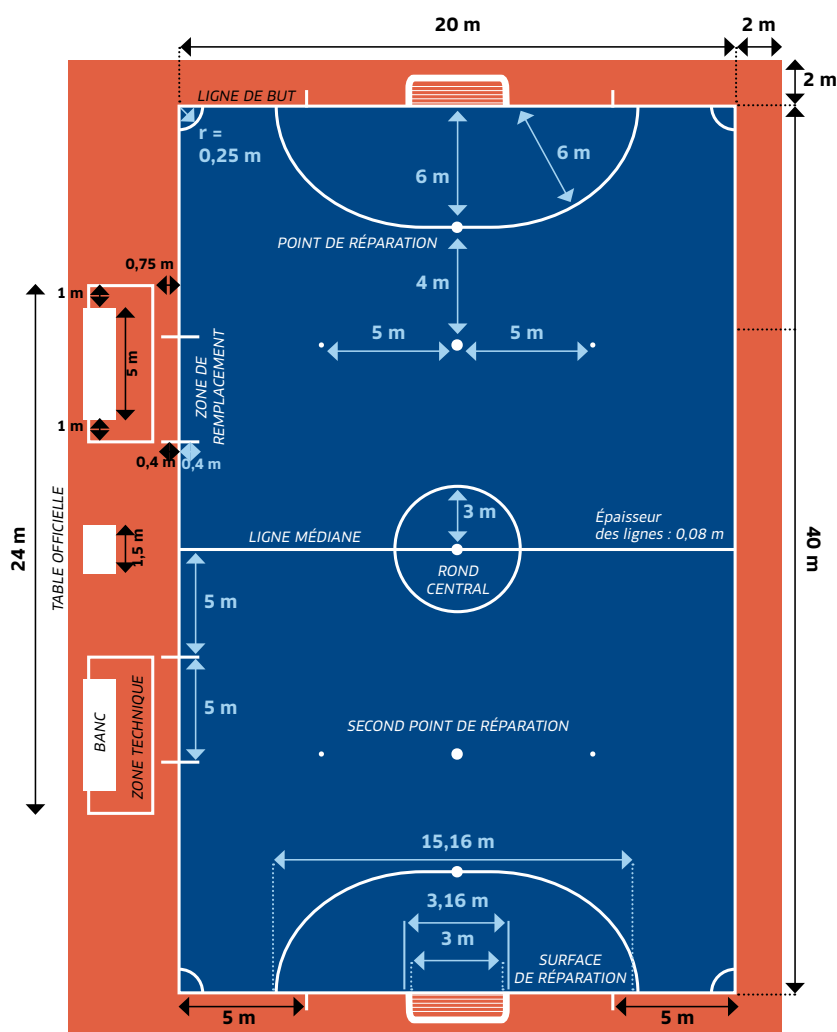 20 m
2 m
2 m
LIGNE DE BUT
r =
0,25 m
6 m
6 m
POINT DE RÉPARATION
0,75 m
4 m
1 m
5 m
5 m
5 m
ZONE DE
REMPLACEMENT
1 m
0,4 m
0,4 m
3 m
Épaisseur
des lignes : 0,08 m
24 m
TABLE OFFICIELLE
1,5 m
LIGNE MÉDIANE
40 m
ROND
CENTRAL
5 m
5 m
BANC
ZONE TECHNIQUE
SECOND POINT DE RÉPARATION
15,16 m
3,16 m
3 m
SURFACE
DE RÉPARATION
5 m
5 m